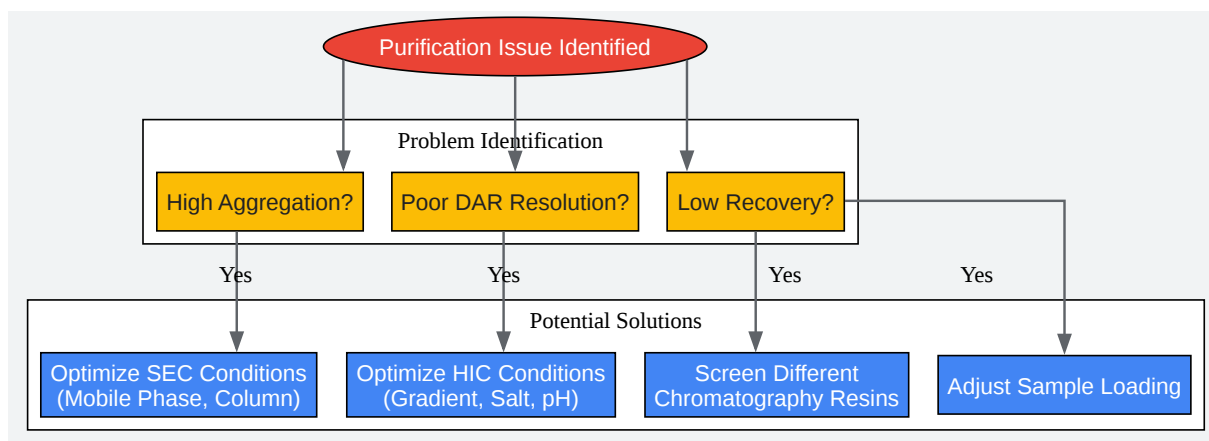 Purification Issue Identified
Problem Identification
High Aggregation?
Poor DAR Resolution?
Low Recovery?
Yes
Yes
Yes
Yes
Potential Solutions
Optimize SEC Conditions
(Mobile Phase, Column)
Optimize HIC Conditions
(Gradient, Salt, pH)
Screen Different
Chromatography Resins
Adjust Sample Loading